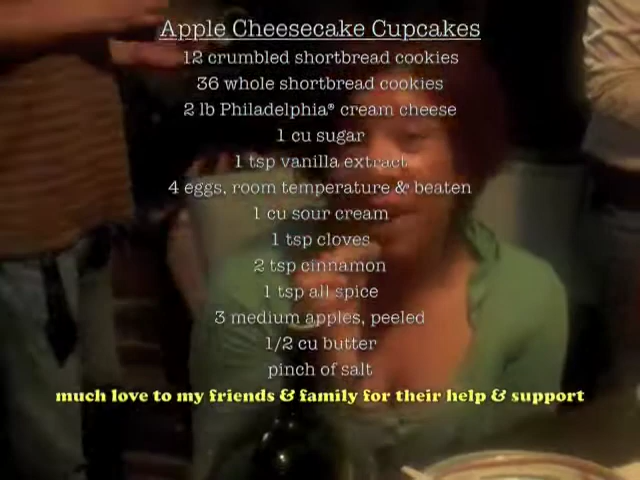 Apple Cheesecake Cupcakes
12 crumbled shortbread cookies
36 whole shortbread cookies
2 lb Philadelphia® cream cheese
1 cu sugar
1 tsp vanilla extract
4 eggs, room temperature & beaten
1 cu sour cream
1 tsp cloves
2 tsp cinnamon
1 tsp all spice
3 medium apples, peeled
1/2 cu butter
pinch of salt
much love to my friends & family for their help & support